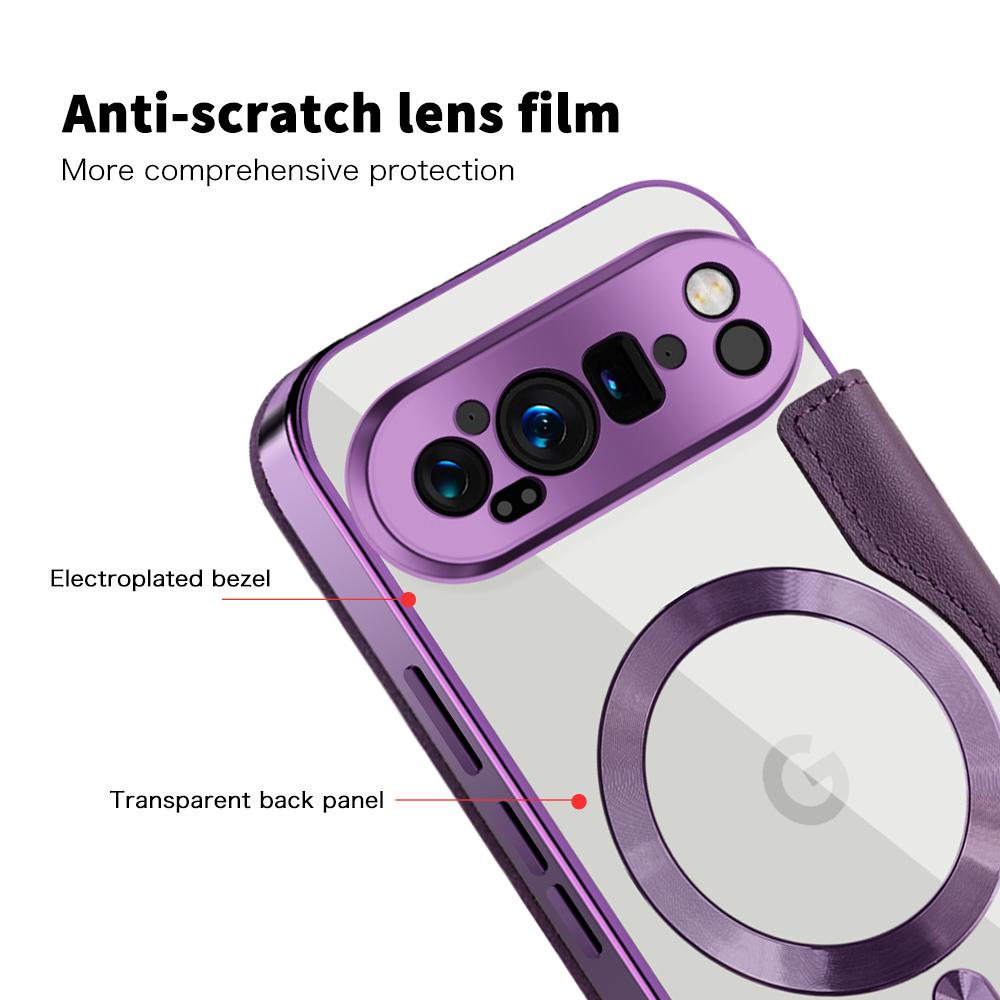 Anti-scratch lens film
More comprehensive protection
Electroplated bezel
Transparent back panel